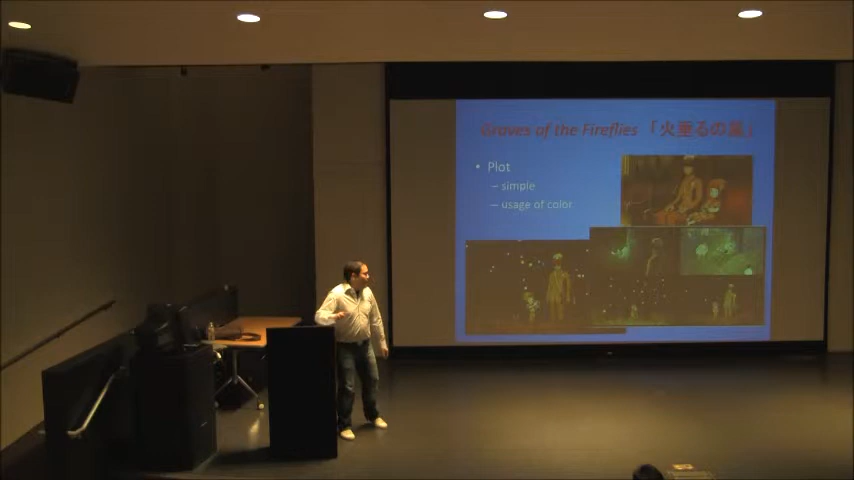 Graves of the Fireflies 「火垂るの墓」
• Plot
– simple
– usage of color